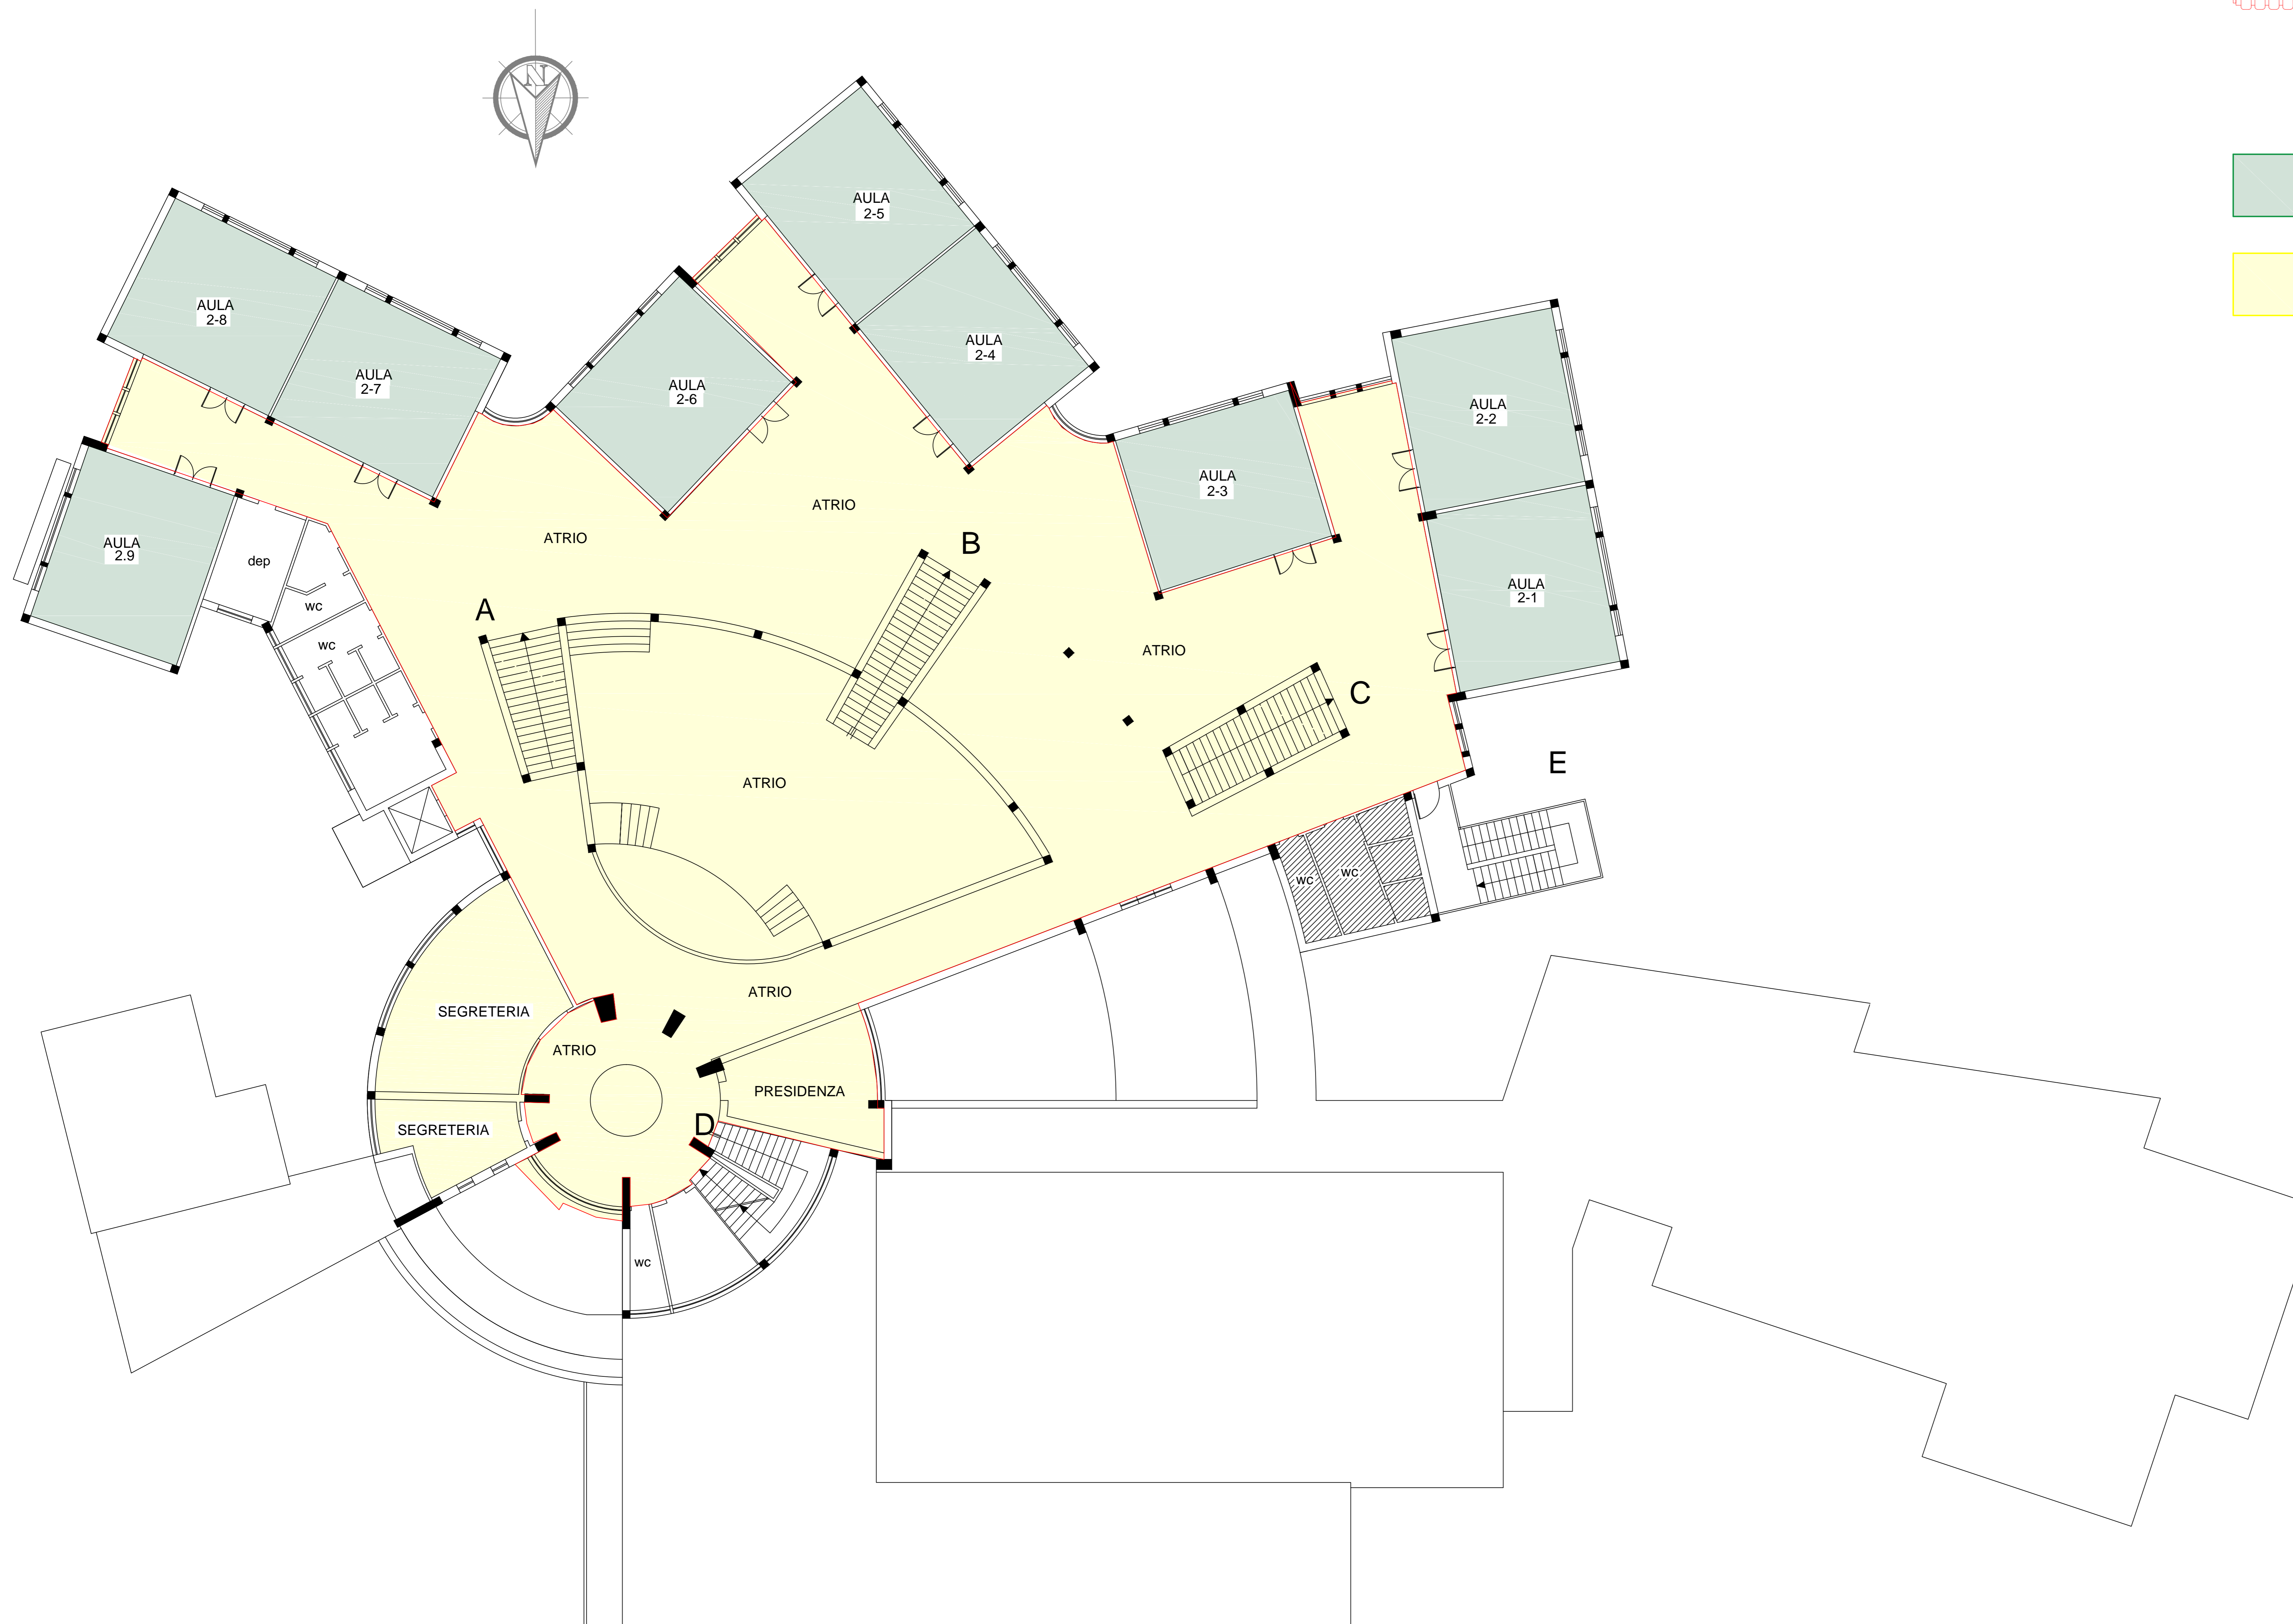 N
AULA
2-5
AULA
2-8
AULA
2-4
AULA
2-7
AULA
2-6
AULA
2-2
AULA
2-3
ATRIO
ATRIO
B
AULA
2.9
dep
AULA
2-1
wc
A
wc
ATRIO
C
E
ATRIO
wc
wc
ATRIO
SEGRETERIA
ATRIO
PRESIDENZA
D
SEGRETERIA
wc